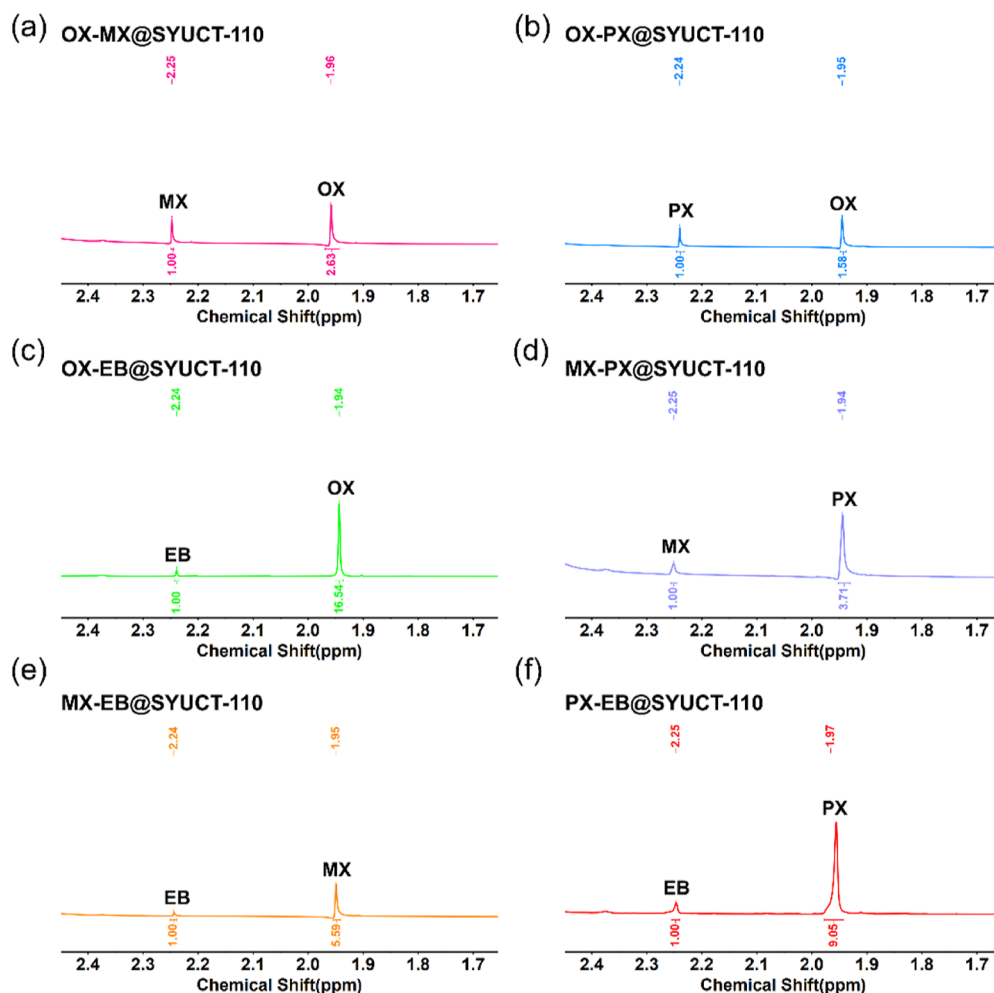 (a) OX-MX@SYUCT-110
−2.25 −1.96
MX OX
1.00 2.63
2.4 2.3 2.2 2.1 2.0 1.9 1.8 1.7
Chemical Shift(ppm)
(b) OX-PX@SYUCT-110
−2.24 −1.95
PX OX
1.00 1.58
2.4 2.3 2.2 2.1 2.0 1.9 1.8 1.7
Chemical Shift(ppm)
(c) OX-EB@SYUCT-110
−2.24 −1.94
EB OX
1.00 16.54
2.4 2.3 2.2 2.1 2.0 1.9 1.8 1.7
Chemical Shift(ppm)
(d) MX-PX@SYUCT-110
−2.25 −1.94
MX PX
1.00 3.71
2.4 2.3 2.2 2.1 2.0 1.9 1.8 1.7
Chemical Shift(ppm)
(e) MX-EB@SYUCT-110
−2.24 −1.95
EB MX
1.00 5.59
2.4 2.3 2.2 2.1 2.0 1.9 1.8 1.7
Chemical Shift(ppm)
(f) PX-EB@SYUCT-110
−2.25 −1.97
EB PX
1.00 9.05
2.4 2.3 2.2 2.1 2.0 1.9 1.8 1.7
Chemical Shift(ppm)